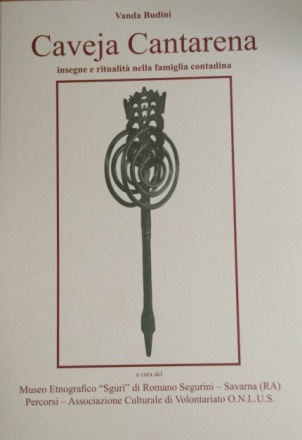 Vanda Budini
Caveja Cantarena
insegne e ritualità nella famiglia contadina
a cura del
Museo Etnografico “Sgurì” di Romano Segurini – Savarna (RA)
Percorsi – Associazione Culturale di Volontariato O.N.L.U.S.